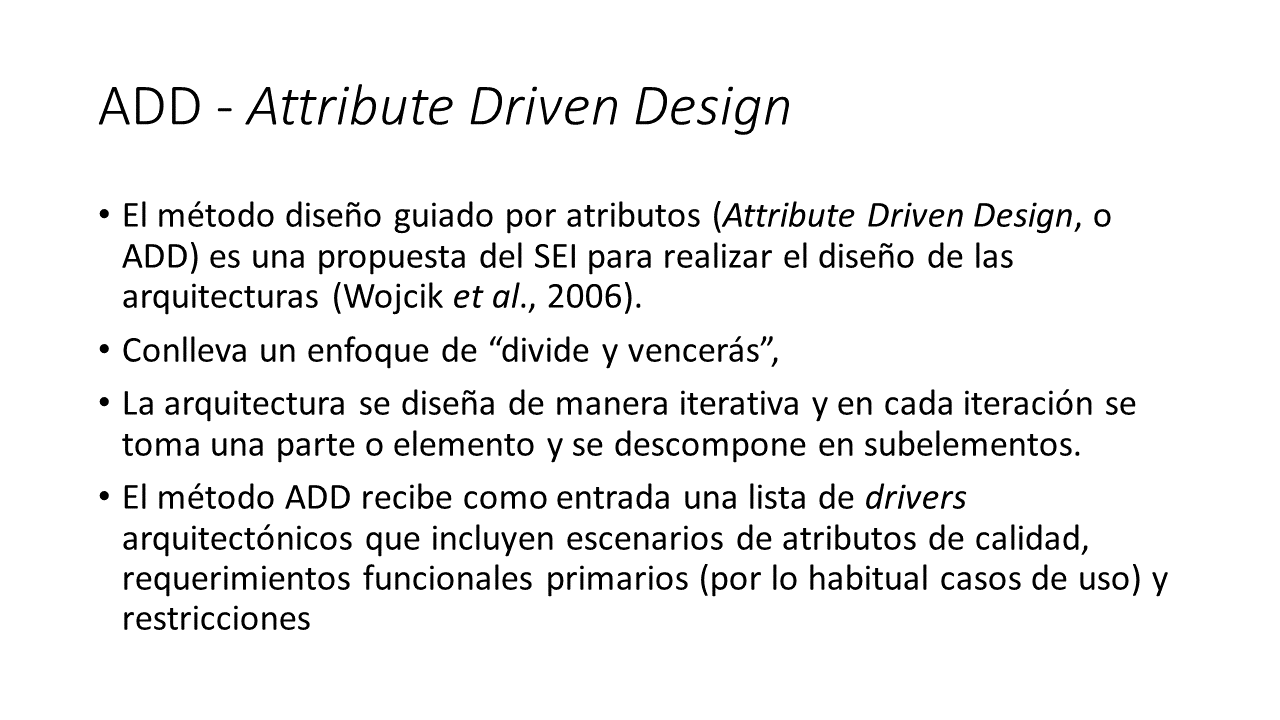 ADD - Attribute Driven Design
• El método diseño guiado por atributos (Attribute Driven Design, o
ADD) es una propuesta del SEI para realizar el diseño de las
arquitecturas (Wojcik et al., 2006).
• Conlleva un enfoque de “divide y vencerás”,
• La arquitectura se diseña de manera iterativa y en cada iteración se
toma una parte o elemento y se descompone en subelementos.
• El método ADD recibe como entrada una lista de drivers
arquitectónicos que incluyen escenarios de atributos de calidad,
requerimientos funcionales primarios (por lo habitual casos de uso) y
restricciones